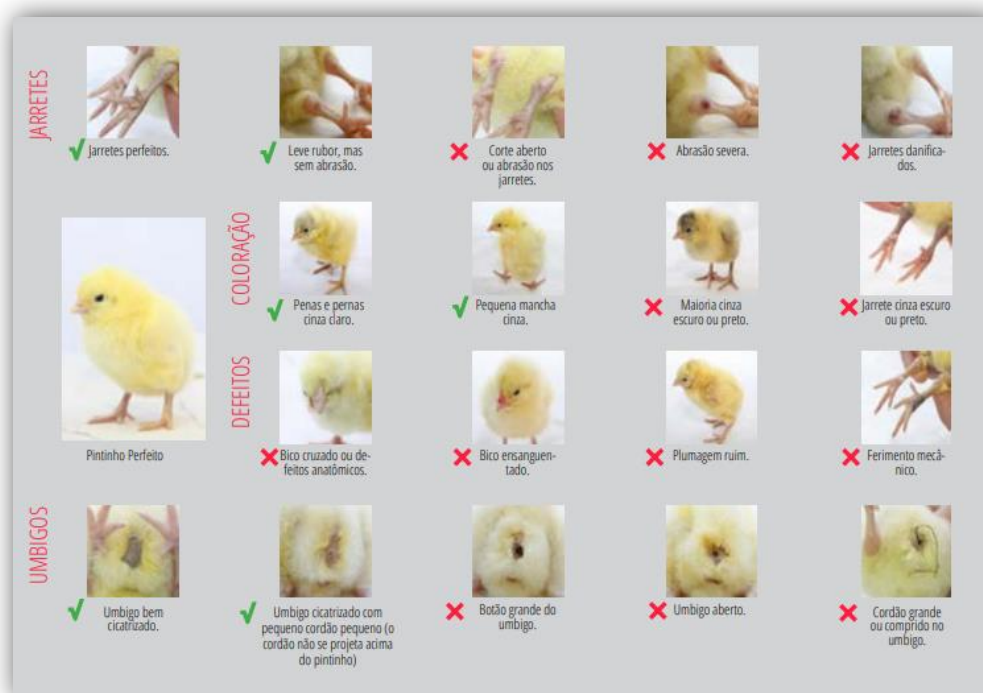 JARRETES
Jarretes perfeitos.
Leve rubor, mas
sem abrasão.
Corte aberto
ou abrasão nos
jarretes.
Abrasão severa.
Jarretes danifica-
dos.
COLORAÇÃO
Penas e pernas
cinza claro.
Pequena mancha
cinza.
Maioria cinza
escuro ou preto.
Jarrete cinza escuro
ou preto.
Pintinho Perfeito
DEFEITOS
Bico cruzado ou de-
feitos anatômicos.
Bico ensanguen-
tado.
Plumagem ruim.
Ferimento mecâ-
nico.
UMBIGOS
Umbigo bem
cicatrizado.
Umbigo cicatrizado com
pequeno cordão pequeno (o
cordão não se projeta acima
do pintinho)
Botão grande do
umbigo.
Umbigo aberto.
Cordão grande
ou comprido no
umbigo.